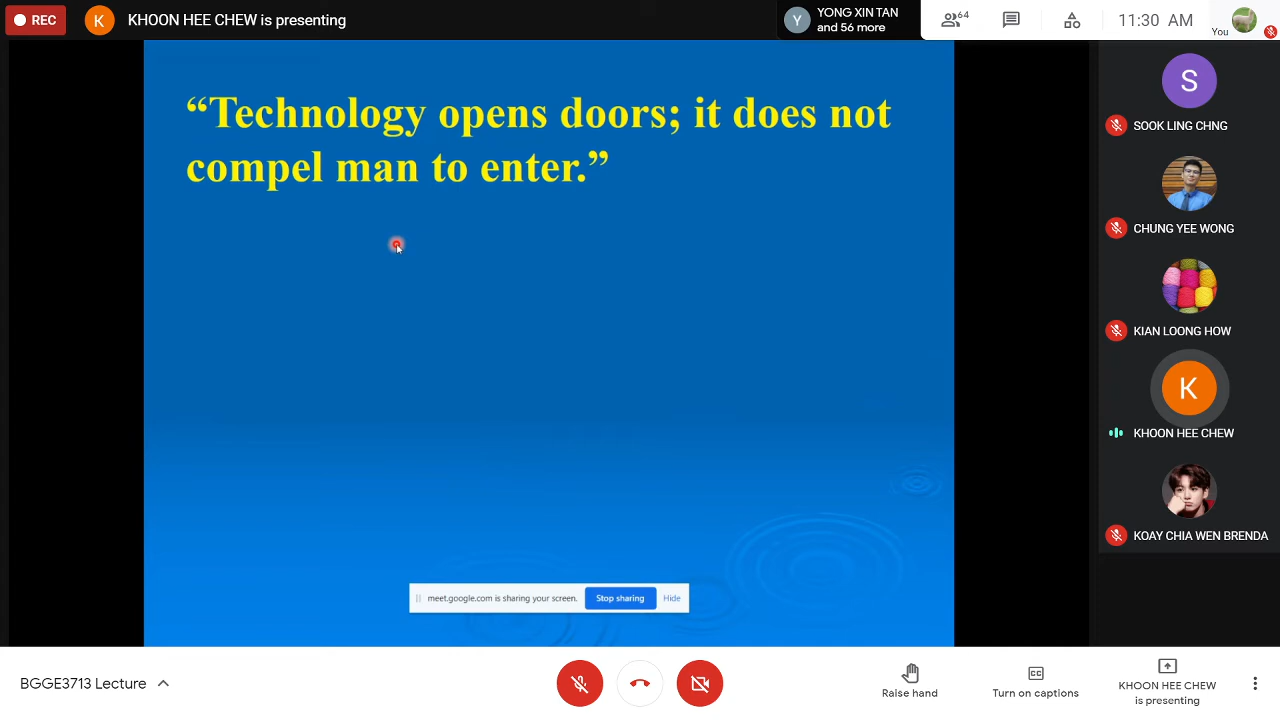 REC
K
KHOON HEE CHEW is presenting
Y
YONG XIN TAN
and 56 more
64
11:30 AM
You
“Technology opens doors; it does not
compel man to enter.”
S
SOOK LING CHNG
CHUNG YEE WONG
KIAN LOONG HOW
K
KHOON HEE CHEW
KOAY CHIA WEN BRENDA
meet.google.com is sharing your screen.
Stop sharing
Hide
BGGE3713 Lecture
Raise hand
CC
Turn on captions
KHOON HEE CHEW
is presenting